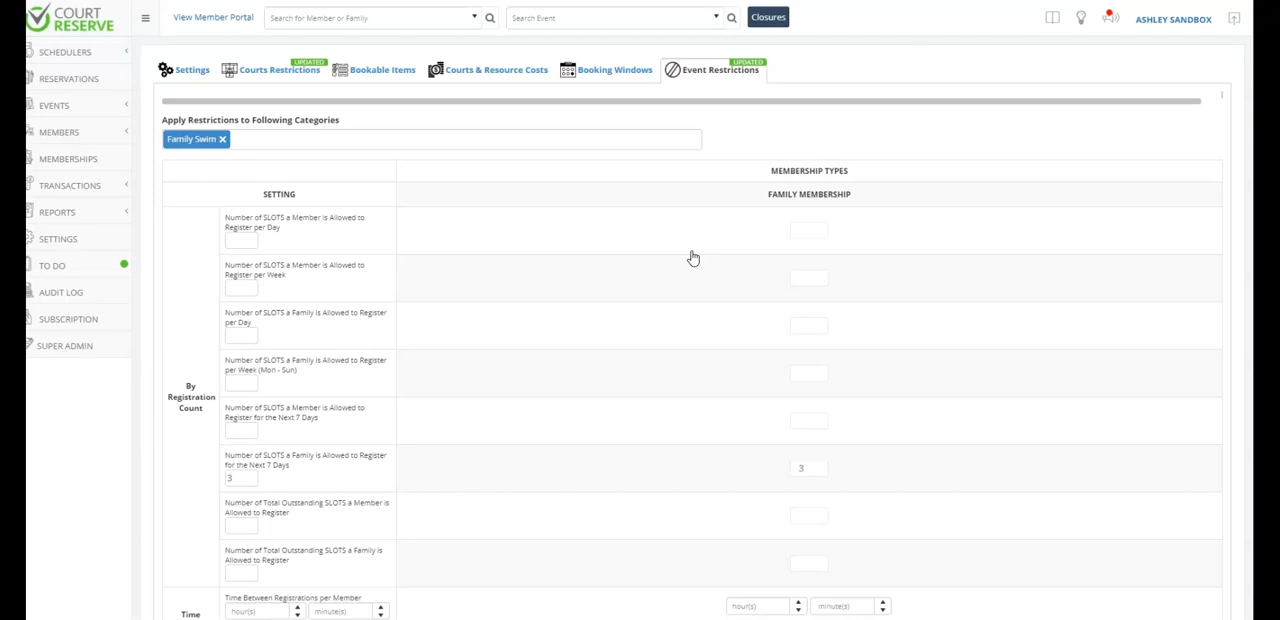 COURT RESERVE
View Member Portal
Search for Member or Family
Search Event
Closures
ASHLEY SANDBOX
SCHEDULERS
RESERVATIONS
EVENTS
MEMBERS
MEMBERSHIPS
TRANSACTIONS
REPORTS
SETTINGS
TO DO
AUDIT LOG
SUBSCRIPTION
SUPER ADMIN
Settings
Courts Restrictions
UPDATED
Bookable Items
Courts & Resource Costs
Booking Windows
Event Restrictions
UPDATED
Apply Restrictions to Following Categories
Family Swim
MEMBERSHIP TYPES
SETTING
FAMILY MEMBERSHIP
By
Registration
Count
Number of SLOTS a Member is Allowed to
Register per Day
Number of SLOTS a Member is Allowed to
Register per Week
Number of SLOTS a Family is Allowed to Register
per Day
Number of SLOTS a Family is Allowed to Register
per Week (Mon - Sun)
Number of SLOTS a Member is Allowed to
Register for the Next 7 Days
Number of SLOTS a Family is Allowed to Register
for the Next 7 Days
3
3
Number of Total Outstanding SLOTS a Member is
Allowed to Register
Number of Total Outstanding SLOTS a Family is
Allowed to Register
Time
Time Between Registrations per Member
hour(s) minute(s)
hour(s) minute(s)